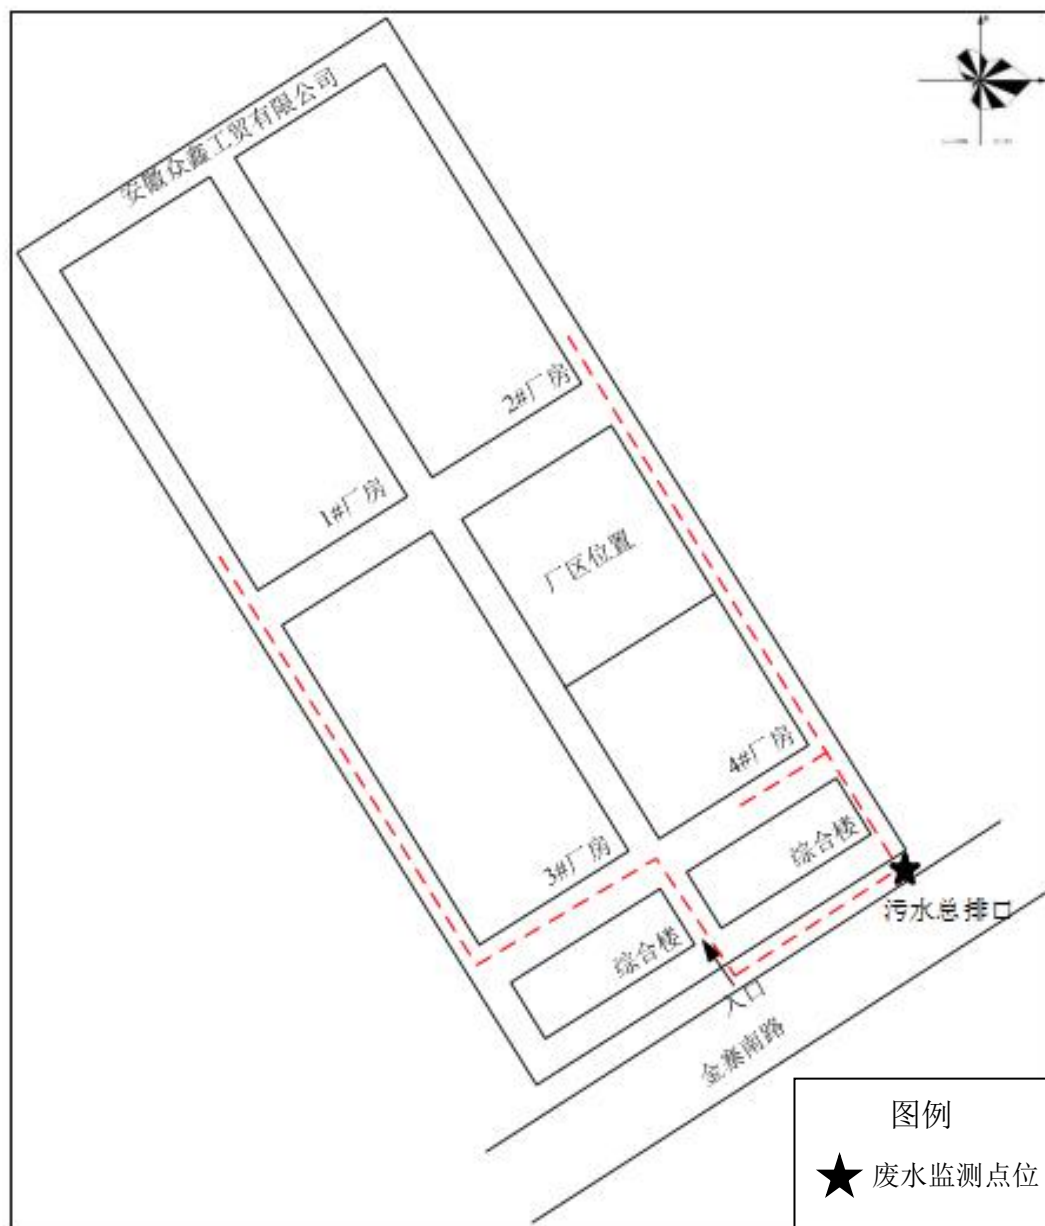 安徽众鑫工贸有限公司
2#厂房
1#厂房
厂区位置
4#厂房
3#厂房
综合楼
综合楼
污水总排口
入口
金寨南路
图例
废水监测点位